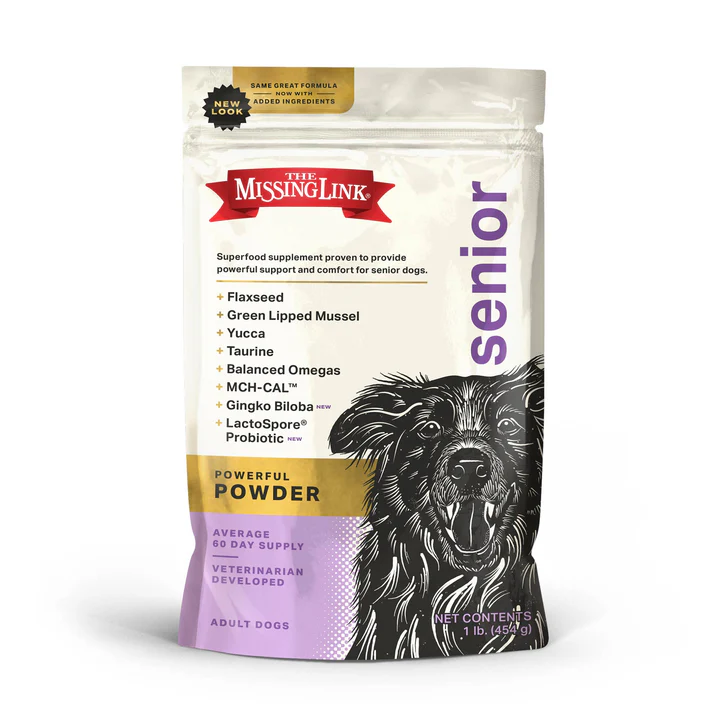 SAME GREAT FORMULA
NOW WITH
ADDED INGREDIENTS
NEW
LOOK
THE
MISSING LINK®
senior
Superfood supplement proven to provide
powerful support and comfort for senior dogs.
+ Flaxseed
+ Green Lipped Mussel
+ Yucca
+ Taurine
+ Balanced Omegas
+ MCH-CAL™
+ Gingko Biloba NEW
+ LactoSpore®
Probiotic NEW
POWERFUL
POWDER
AVERAGE
60 DAY SUPPLY
VETERINARIAN
DEVELOPED
ADULT DOGS
NET CONTENTS
1 lb. (454 g)